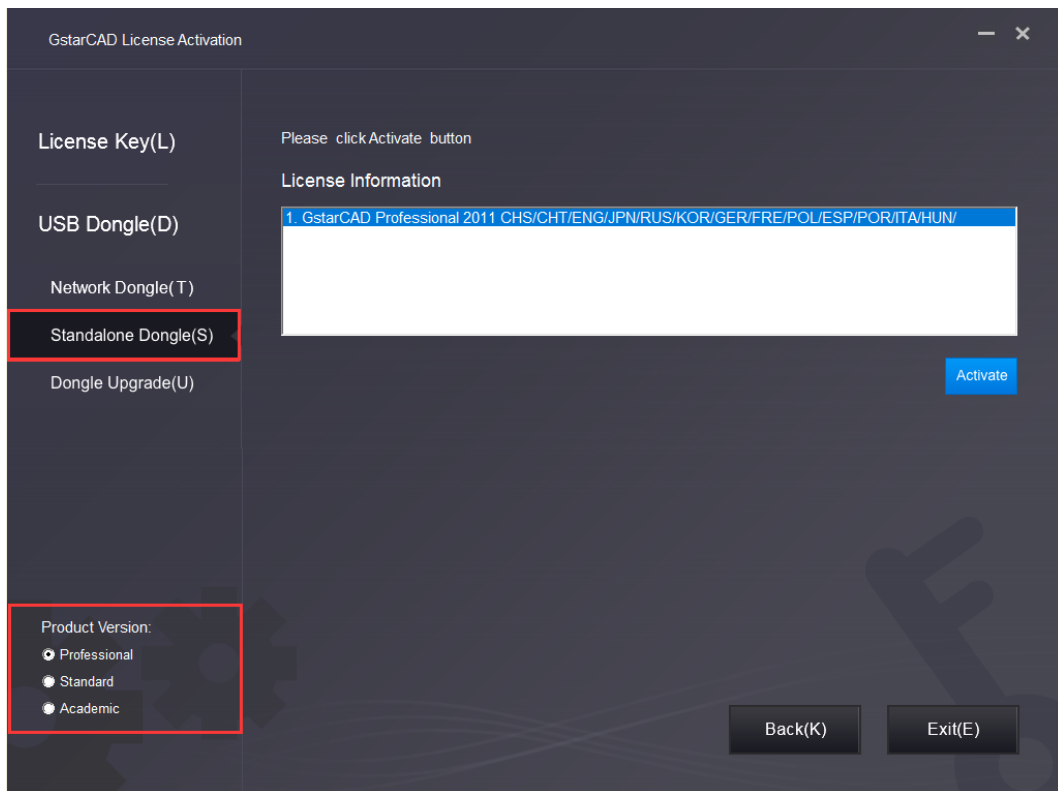 GstarCAD License Activation
License Key(L)
USB Dongle(D)
Network Dongle(T)
Standalone Dongle(S)
Dongle Upgrade(U)
Product Version:
Professional
Standard
Academic
Please click Activate button
License Information
1. GstarCAD Professional 2011 CHS/CHT/ENG/JPN/RUS/KOR/GER/FRE/POL/ESP/POR/ITA/HUN/
Activate
Back(K)
Exit(E)